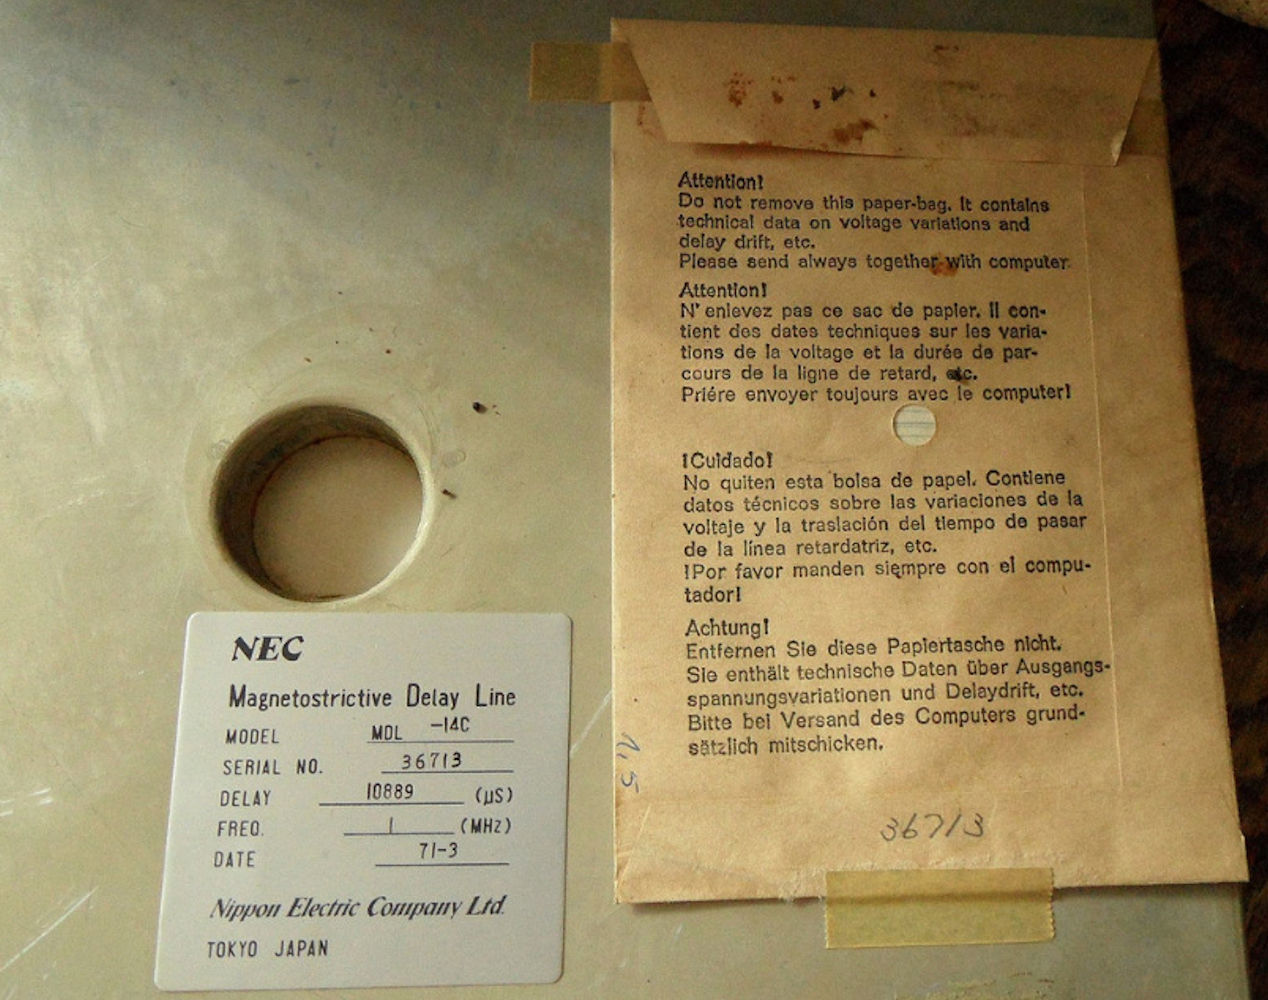 Attention!
Do not remove this paper-bag. It contains
technical data on voltage variations and
delay drift, etc.
Please send always together with computer
Attention!
N' enlevez pas ce sac de papier. Il con-
tient des dates techniques sur les varia-
tions de la voltage et la durée de par-
cours de la ligne de retard, etc.
Priére envoyer toujours avec le computer!
!Cuidado!
No quiten esta bolsa de papel. Contiene
datos técnicos sobre las variaciones de la
voltaje y la traslación del tiempo de pasar
de la línea retardatriz, etc.
!Por favor manden siempre con el compu-
tador!
Achtung!
Entfernen Sie diese Papiertasche nicht.
Sie enthält technische Daten über Ausgangs-
spannungsvariationen und Delaydrift, etc.
Bitte bei Versand des Computers grund-
sätzlich mitschicken.
1,5
36713
NEC
Magnetostrictive Delay Line
MODEL MDL -14C
SERIAL NO. 36713
DELAY 10889 (μS)
FREQ. 1 (MHz)
DATE 71-3
Nippon Electric Company Ltd.
TOKYO JAPAN